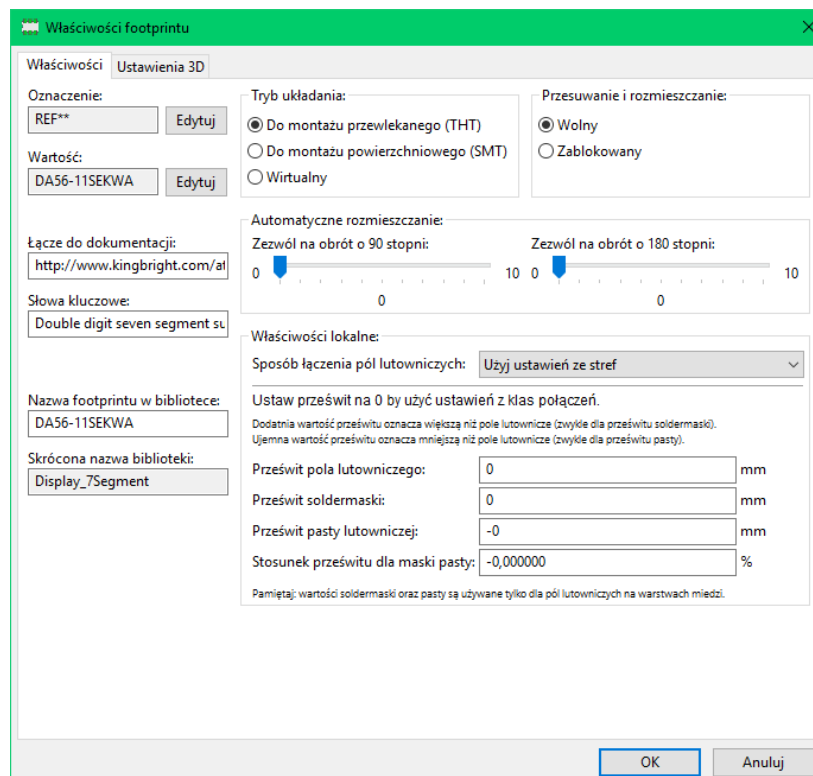 Właściwości footprintu
Właściwości
Ustawienia 3D
Oznaczenie:
REF**
Edytuj
Wartość:
DA56-11SEKWA
Edytuj
Łącze do dokumentacji:
http://www.kingbright.com/at
Słowa kluczowe:
Double digit seven segment su
Nazwa footprintu w bibliotece:
DA56-11SEKWA
Skrócona nazwa biblioteki:
Display_7Segment
Tryb układania:
Do montażu przewlekanego (THT)
Do montażu powierzchniowego (SMT)
Wirtualny
Przesuwanie i rozmieszczanie:
Wolny
Zablokowany
Automatyczne rozmieszczanie:
Zezwól na obrót o 90 stopni:
0 10
0
Zezwól na obrót o 180 stopni:
0 10
0
Właściwości lokalne:
Sposób łączenia pól lutowniczych: Użyj ustawień ze stref
Ustaw prześwit na 0 by użyć ustawień z klas połączeń.
Dodatnia wartość prześwitu oznacza większą niż pole lutownicze (zwykle dla prześwitu soldermaski).
Ujemna wartość prześwitu oznacza mniejszą niż pole lutownicze (zwykle dla prześwitu pasty).
Prześwit pola lutowniczego: 0 mm
Prześwit soldermaski: 0 mm
Prześwit pasty lutowniczej: -0 mm
Stosunek prześwitu dla maski pasty: -0,000000 %
Pamiętaj: wartości soldermaski oraz pasty są używane tylko dla pól lutowniczych na warstwach miedzi.
OK
Anuluj